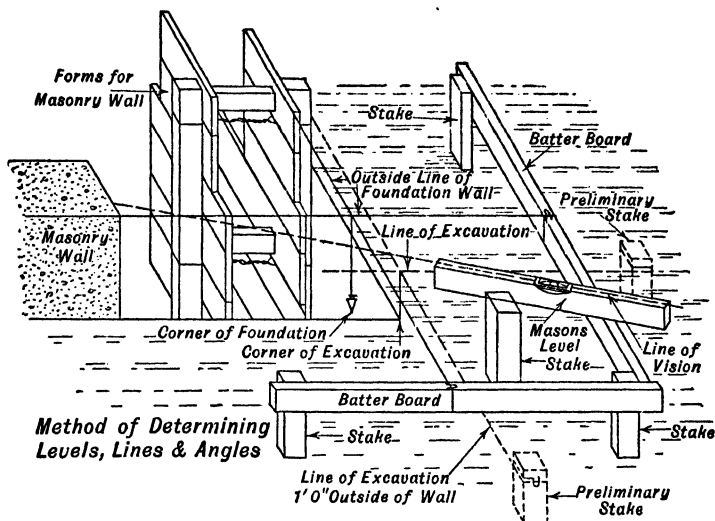 Forms for
Masonry Wall
Stake
Batter Board
Outside Line of
Foundation Wall
Preliminary
Stake
Line of Excavation
Masonry
Wall
Corner of Foundation
Corner of Excavation
Masons
Level
Stake
Line of
Vision
Batter Board
Method of Determining
Levels, Lines & Angles
Stake
Stake
Line of Excavation
1' 0" Outside of Wall
Preliminary
Stake